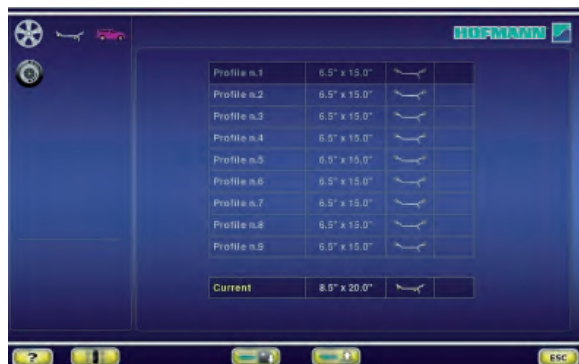 HOFMANN
Profile n.1 6.5" x 15.0"
Profile n.2 6.5" x 15.0"
Profile n.3 6.5" x 15.0"
Profile n.4 6.5" x 15.0"
Profile n.5 6.5" x 15.0"
Profile n.6 6.5" x 15.0"
Profile n.7 6.5" x 15.0"
Profile n.8 6.5" x 15.0"
Profile n.9 6.5" x 15.0"
Current 8.5" x 20.0"
? ESC